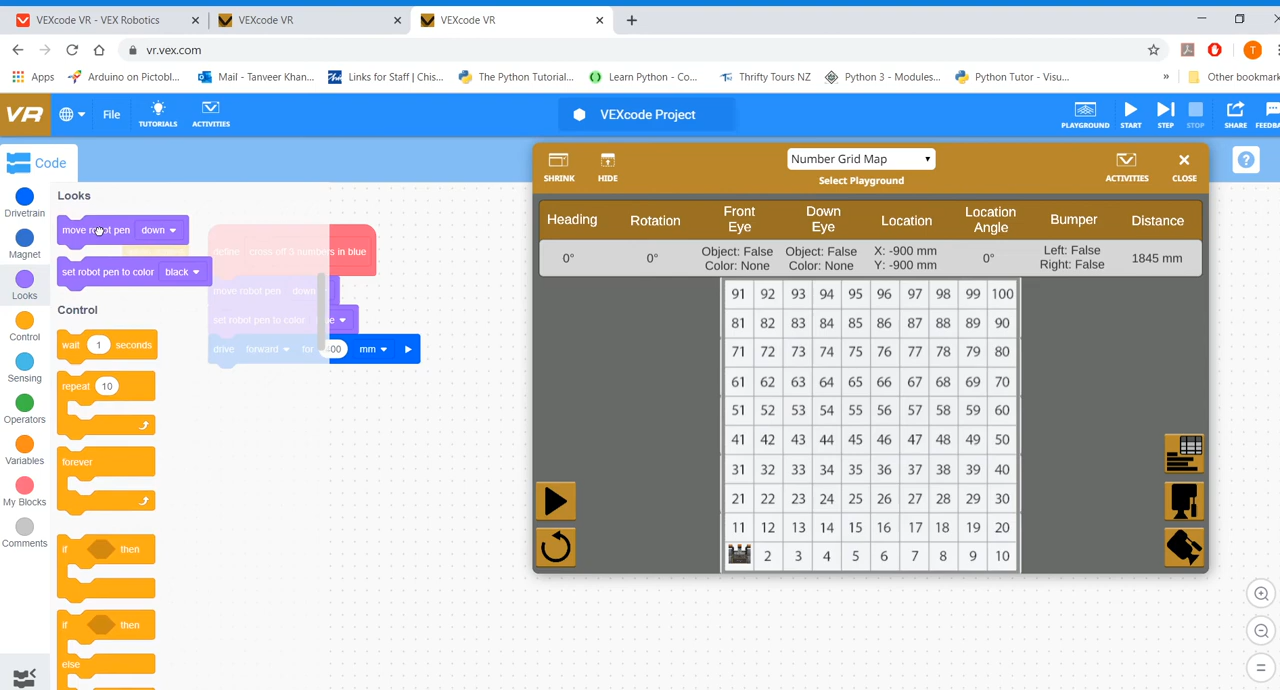 VEXcode VR - VEX Robotics
VEXcode VR
VEXcode VR
vr.vex.com
T
Apps
Arduino on Pictobl...
Mail - Tanveer Khan...
Links for Staff | Chis...
The Python Tutorial...
Learn Python - Co...
Thrifty Tours NZ
Python 3 - Modules...
Python Tutor - Visu...
»
Other bookmark
VR
File
TUTORIALS
ACTIVITIES
VEXcode Project
PLAYGROUND
START
STEP
STOP
SHARE
FEEDBA
Code
Drivetrain
Magnet
Looks
Control
Sensing
Operators
Variables
My Blocks
Comments
Looks
move robot pen down
set robot pen to color black
Control
wait 1 seconds
repeat 10
forever
if then
if then
else
define cross off 3 numbers in blue
move robot pen down
set robot pen to color
drive forward for 400 mm
SHRINK
HIDE
Number Grid Map
Select Playground
ACTIVITIES
CLOSE
Heading Rotation Front Eye Down Eye Location Location Angle Bumper Distance
0° 0° Object: False Color: None Object: False Color: None X: -900 mm Y: -900 mm 0° Left: False Right: False 1845 mm
91 92 93 94 95 96 97 98 99 100
81 82 83 84 85 86 87 88 89 90
71 72 73 74 75 76 77 78 79 80
61 62 63 64 65 66 67 68 69 70
51 52 53 54 55 56 57 58 59 60
41 42 43 44 45 46 47 48 49 50
31 32 33 34 35 36 37 38 39 40
21 22 23 24 25 26 27 28 29 30
11 12 13 14 15 16 17 18 19 20
2 3 4 5 6 7 8 9 10